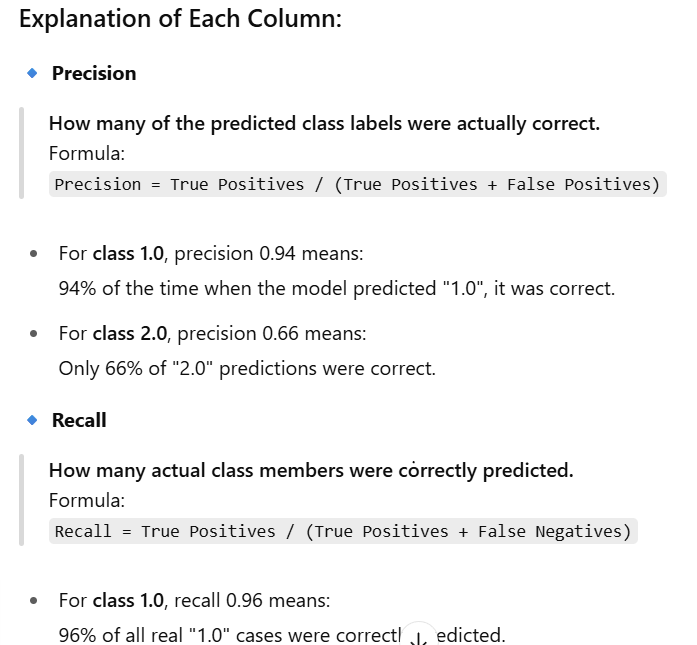 Explanation of Each Column:
Precision
How many of the predicted class labels were actually correct.
Formula:
Precision = True Positives / (True Positives + False Positives)
For class 1.0, precision 0.94 means:
94% of the time when the model predicted "1.0", it was correct.
For class 2.0, precision 0.66 means:
Only 66% of "2.0" predictions were correct.
Recall
How many actual class members were correctly predicted.
Formula:
Recall = True Positives / (True Positives + False Negatives)
For class 1.0, recall 0.96 means:
96% of all real "1.0" cases were